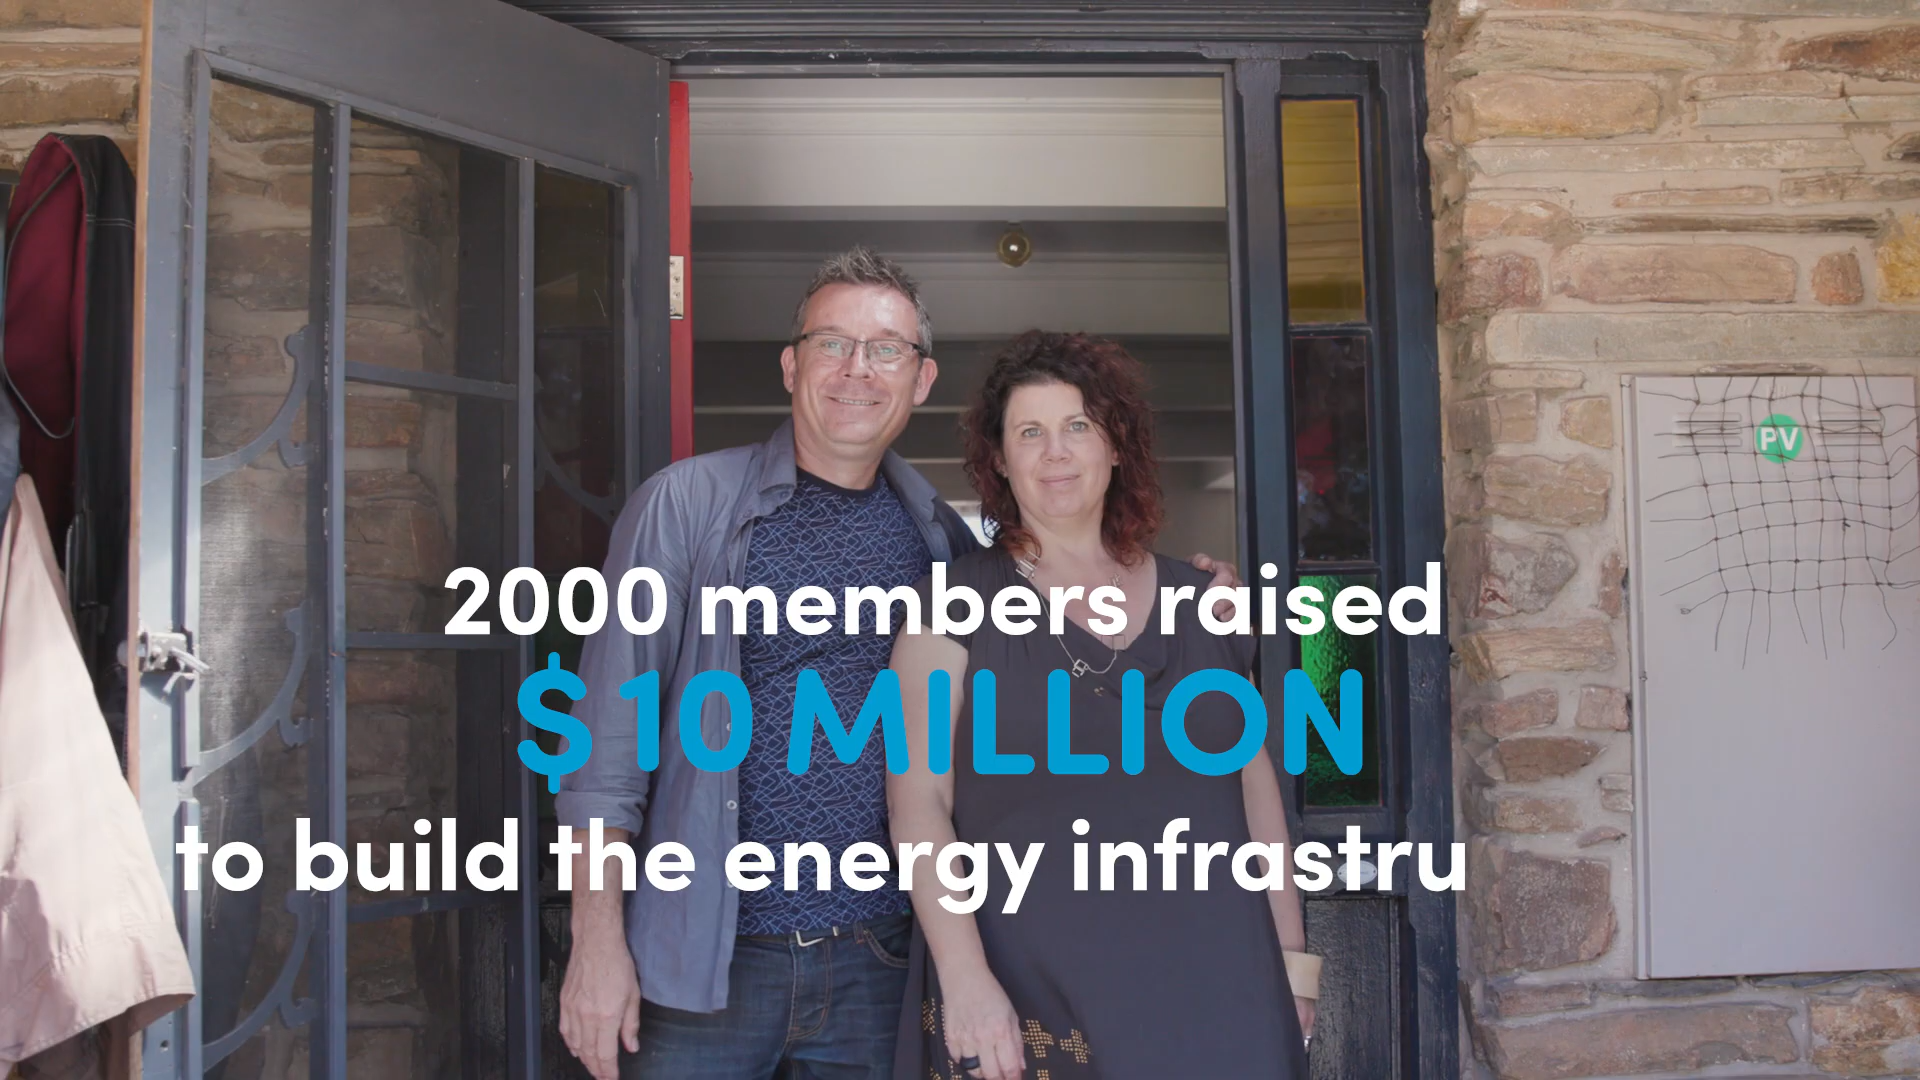 PV
2000 members raised
$10 MILLION
to build the energy infrastru